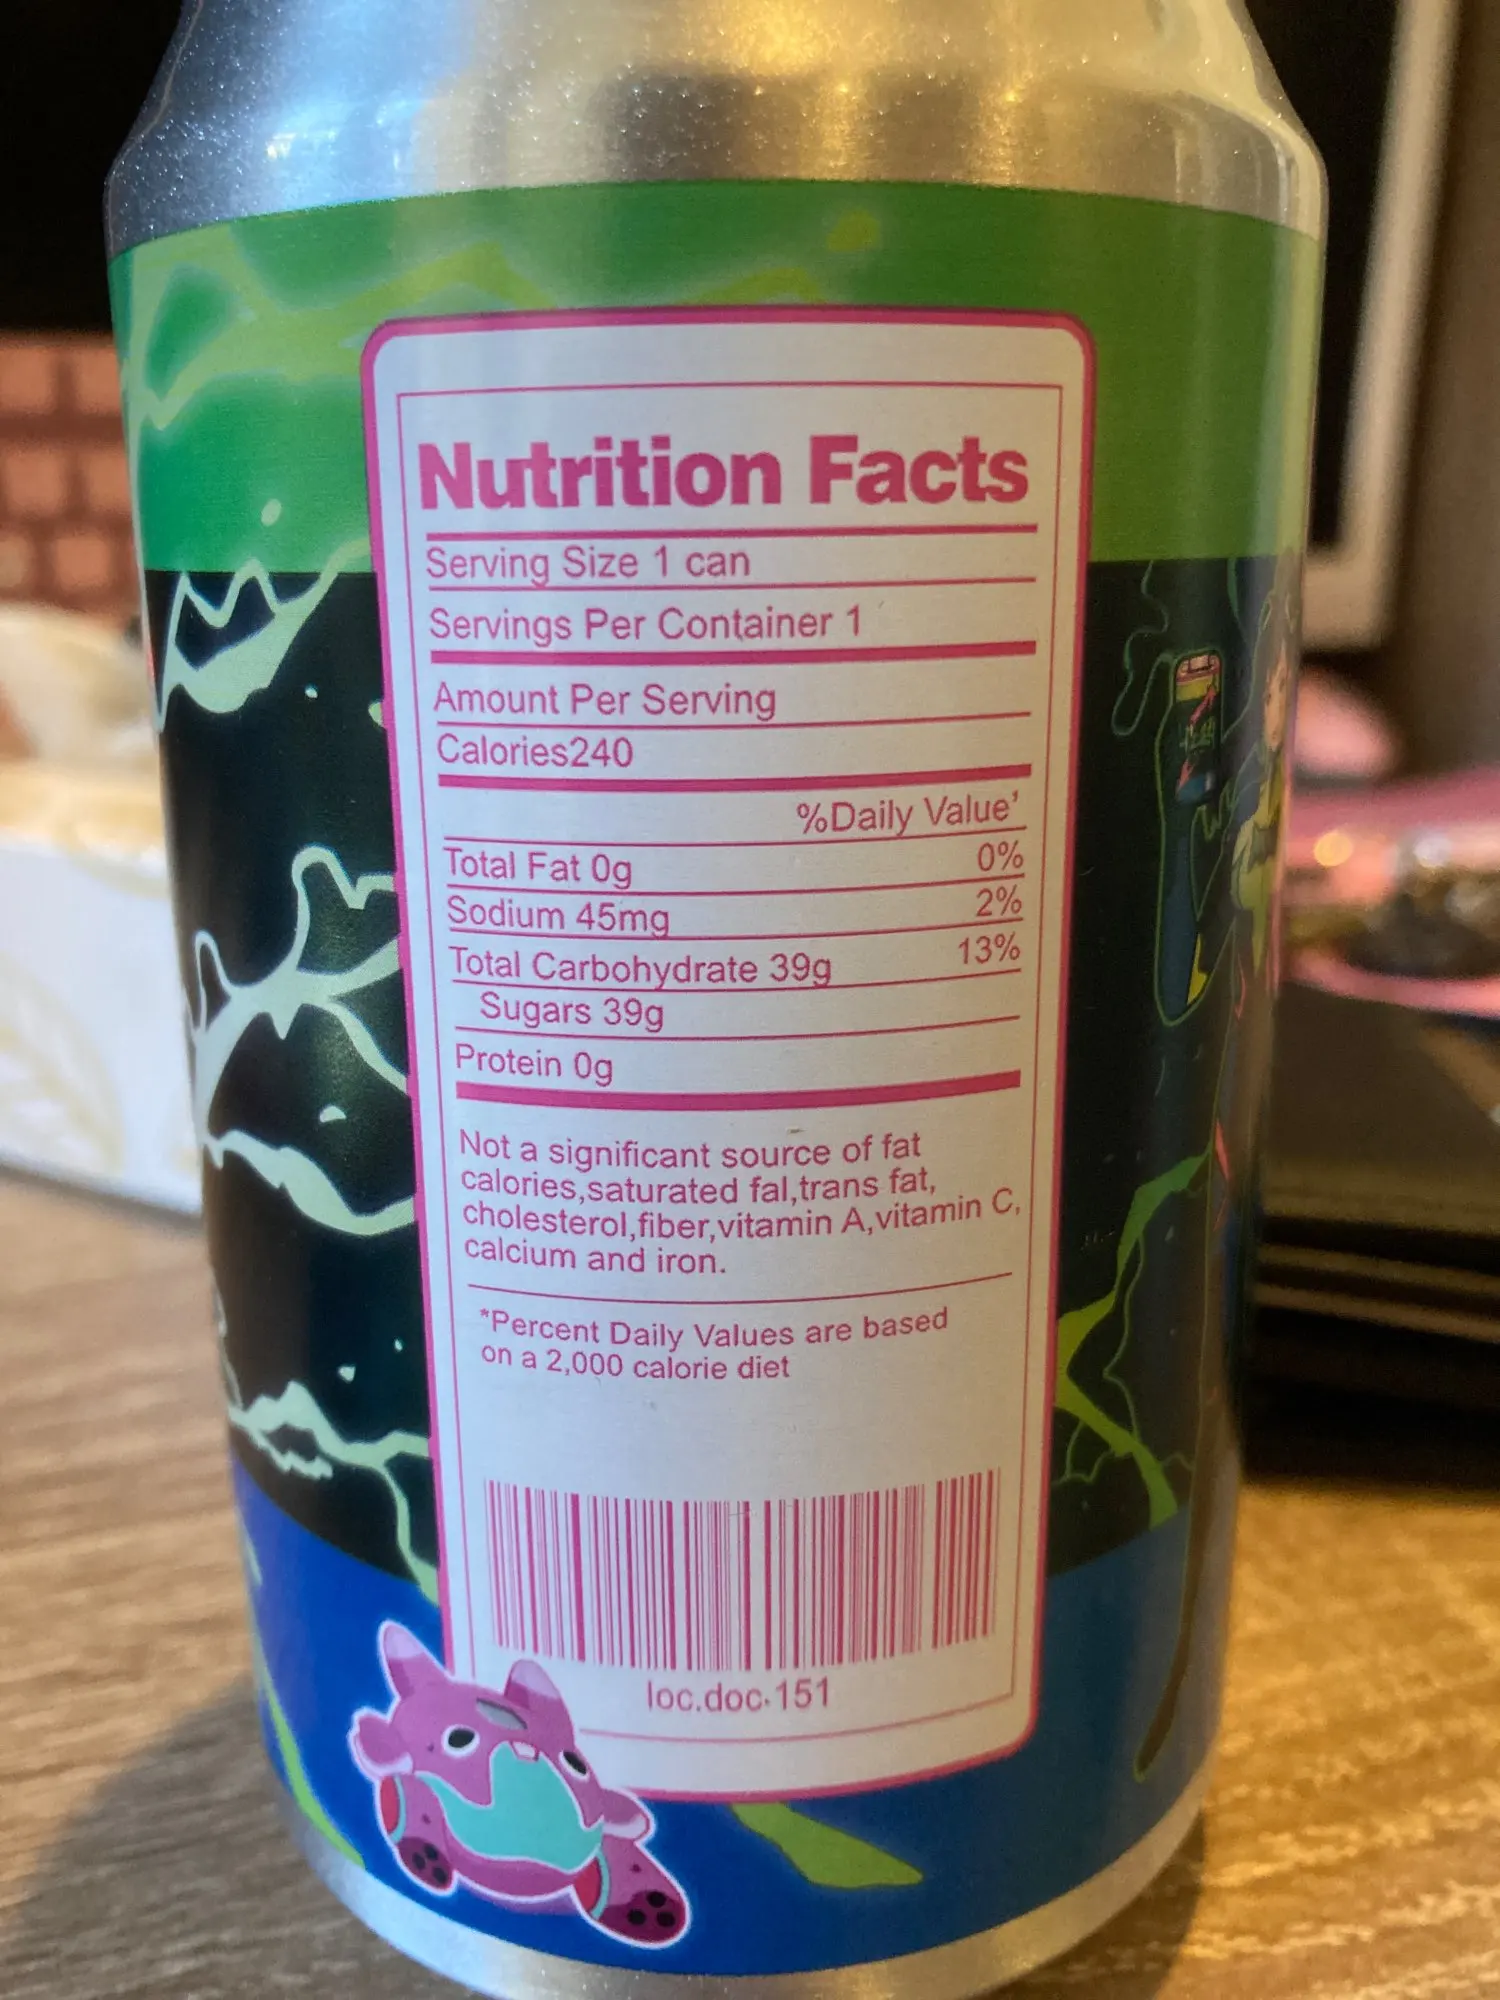 Nutrition Facts
Serving Size 1 can
Servings Per Container 1
Amount Per Serving
Calories240
%Daily Value'
Total Fat 0g 0%
Sodium 45mg 2%
Total Carbohydrate 39g 13%
Sugars 39g
Protein 0g
Not a significant source of fat
calories,saturated fal,trans fat,
cholesterol,fiber,vitamin A,vitamin C,
calcium and iron.
*Percent Daily Values are based
on a 2,000 calorie diet
loc.doc.151